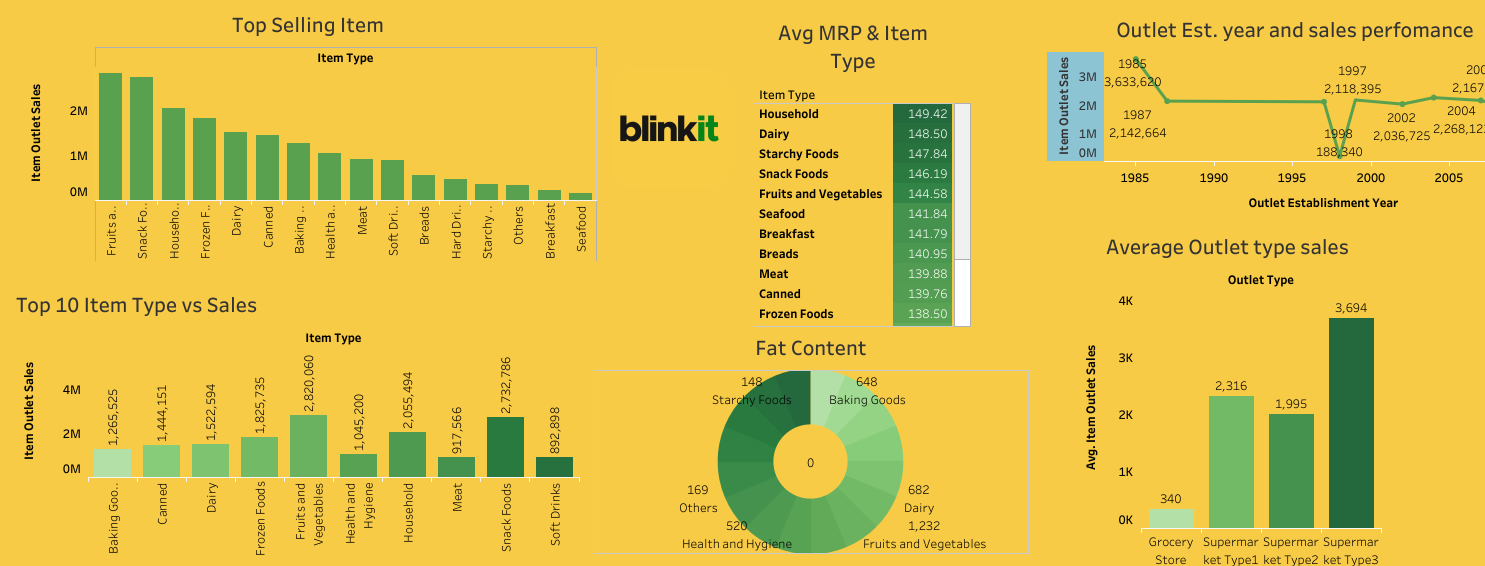 Top Selling Item
Item Type
Item Outlet Sales
2M
1M
0M
Fruits a..
Snack Fo..
Househo..
Frozen F..
Dairy
Canned
Baking ..
Health a..
Meat
Soft Dri..
Breads
Hard Dri..
Starchy ..
Others
Breakfast
Seafood
blinkit
Avg MRP & Item
Type
Item Type
Household 149.42
Dairy 148.50
Starchy Foods 147.84
Snack Foods 146.19
Fruits and Vegetables 144.58
Seafood 141.84
Breakfast 141.79
Breads 140.95
Meat 139.88
Canned 139.76
Frozen Foods 138.50
Outlet Est. year and sales perfomance
Item Outlet Sales
3M
2M
1M
0M
1985
3,633,620
1987
2,142,664
1997
2,118,395
1998
188,340
2002
2,036,725
2004
2,268,12
200
2,167
1985 1990 1995 2000 2005
Outlet Establishment Year
Top 10 Item Type vs Sales
Item Type
Item Outlet Sales
4M
2M
0M
1,265,525
1,444,151
1,522,594
1,825,735
2,820,060
1,045,200
2,055,494
917,566
2,732,786
892,898
Baking Goo..
Canned
Dairy
Frozen Foods
Fruits and
Vegetables
Health and
Hygiene
Household
Meat
Snack Foods
Soft Drinks
Fat Content
148
Starchy Foods
648
Baking Goods
0
169
Others
682
Dairy
520
Health and Hygiene
1,232
Fruits and Vegetables
Average Outlet type sales
Outlet Type
Avg. Item Outlet Sales
4K
3K
2K
1K
0K
340
2,316
1,995
3,694
Grocery
Store
Supermar
ket Type1
Supermar
ket Type2
Supermar
ket Type3